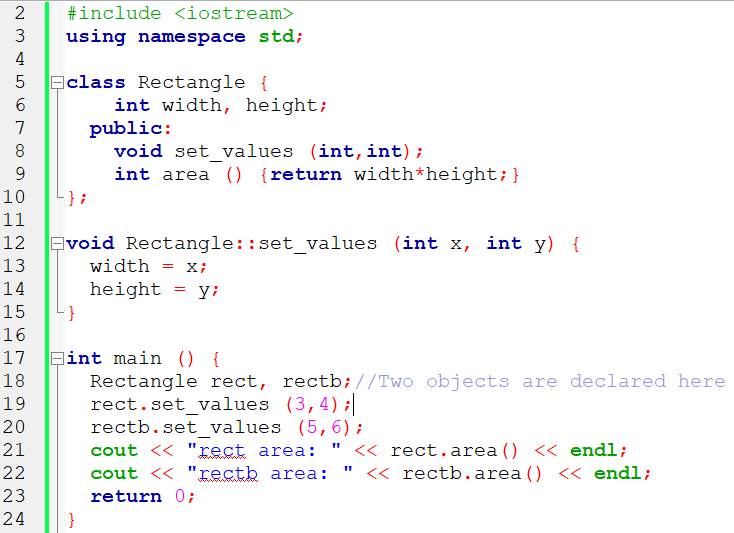 2 #include <iostream>
3 using namespace std;
4
5 class Rectangle {
6 int width, height;
7 public:
8 void set_values (int,int);
9 int area () {return width*height;}
10 };
11
12 void Rectangle::set_values (int x, int y) {
13 width = x;
14 height = y;
15 }
16
17 int main () {
18 Rectangle rect, rectb;//Two objects are declared here
19 rect.set_values (3,4);
20 rectb.set_values (5,6);
21 cout << "rect area: " << rect.area() << endl;
22 cout << "rectb area: " << rectb.area() << endl;
23 return 0;
24 }